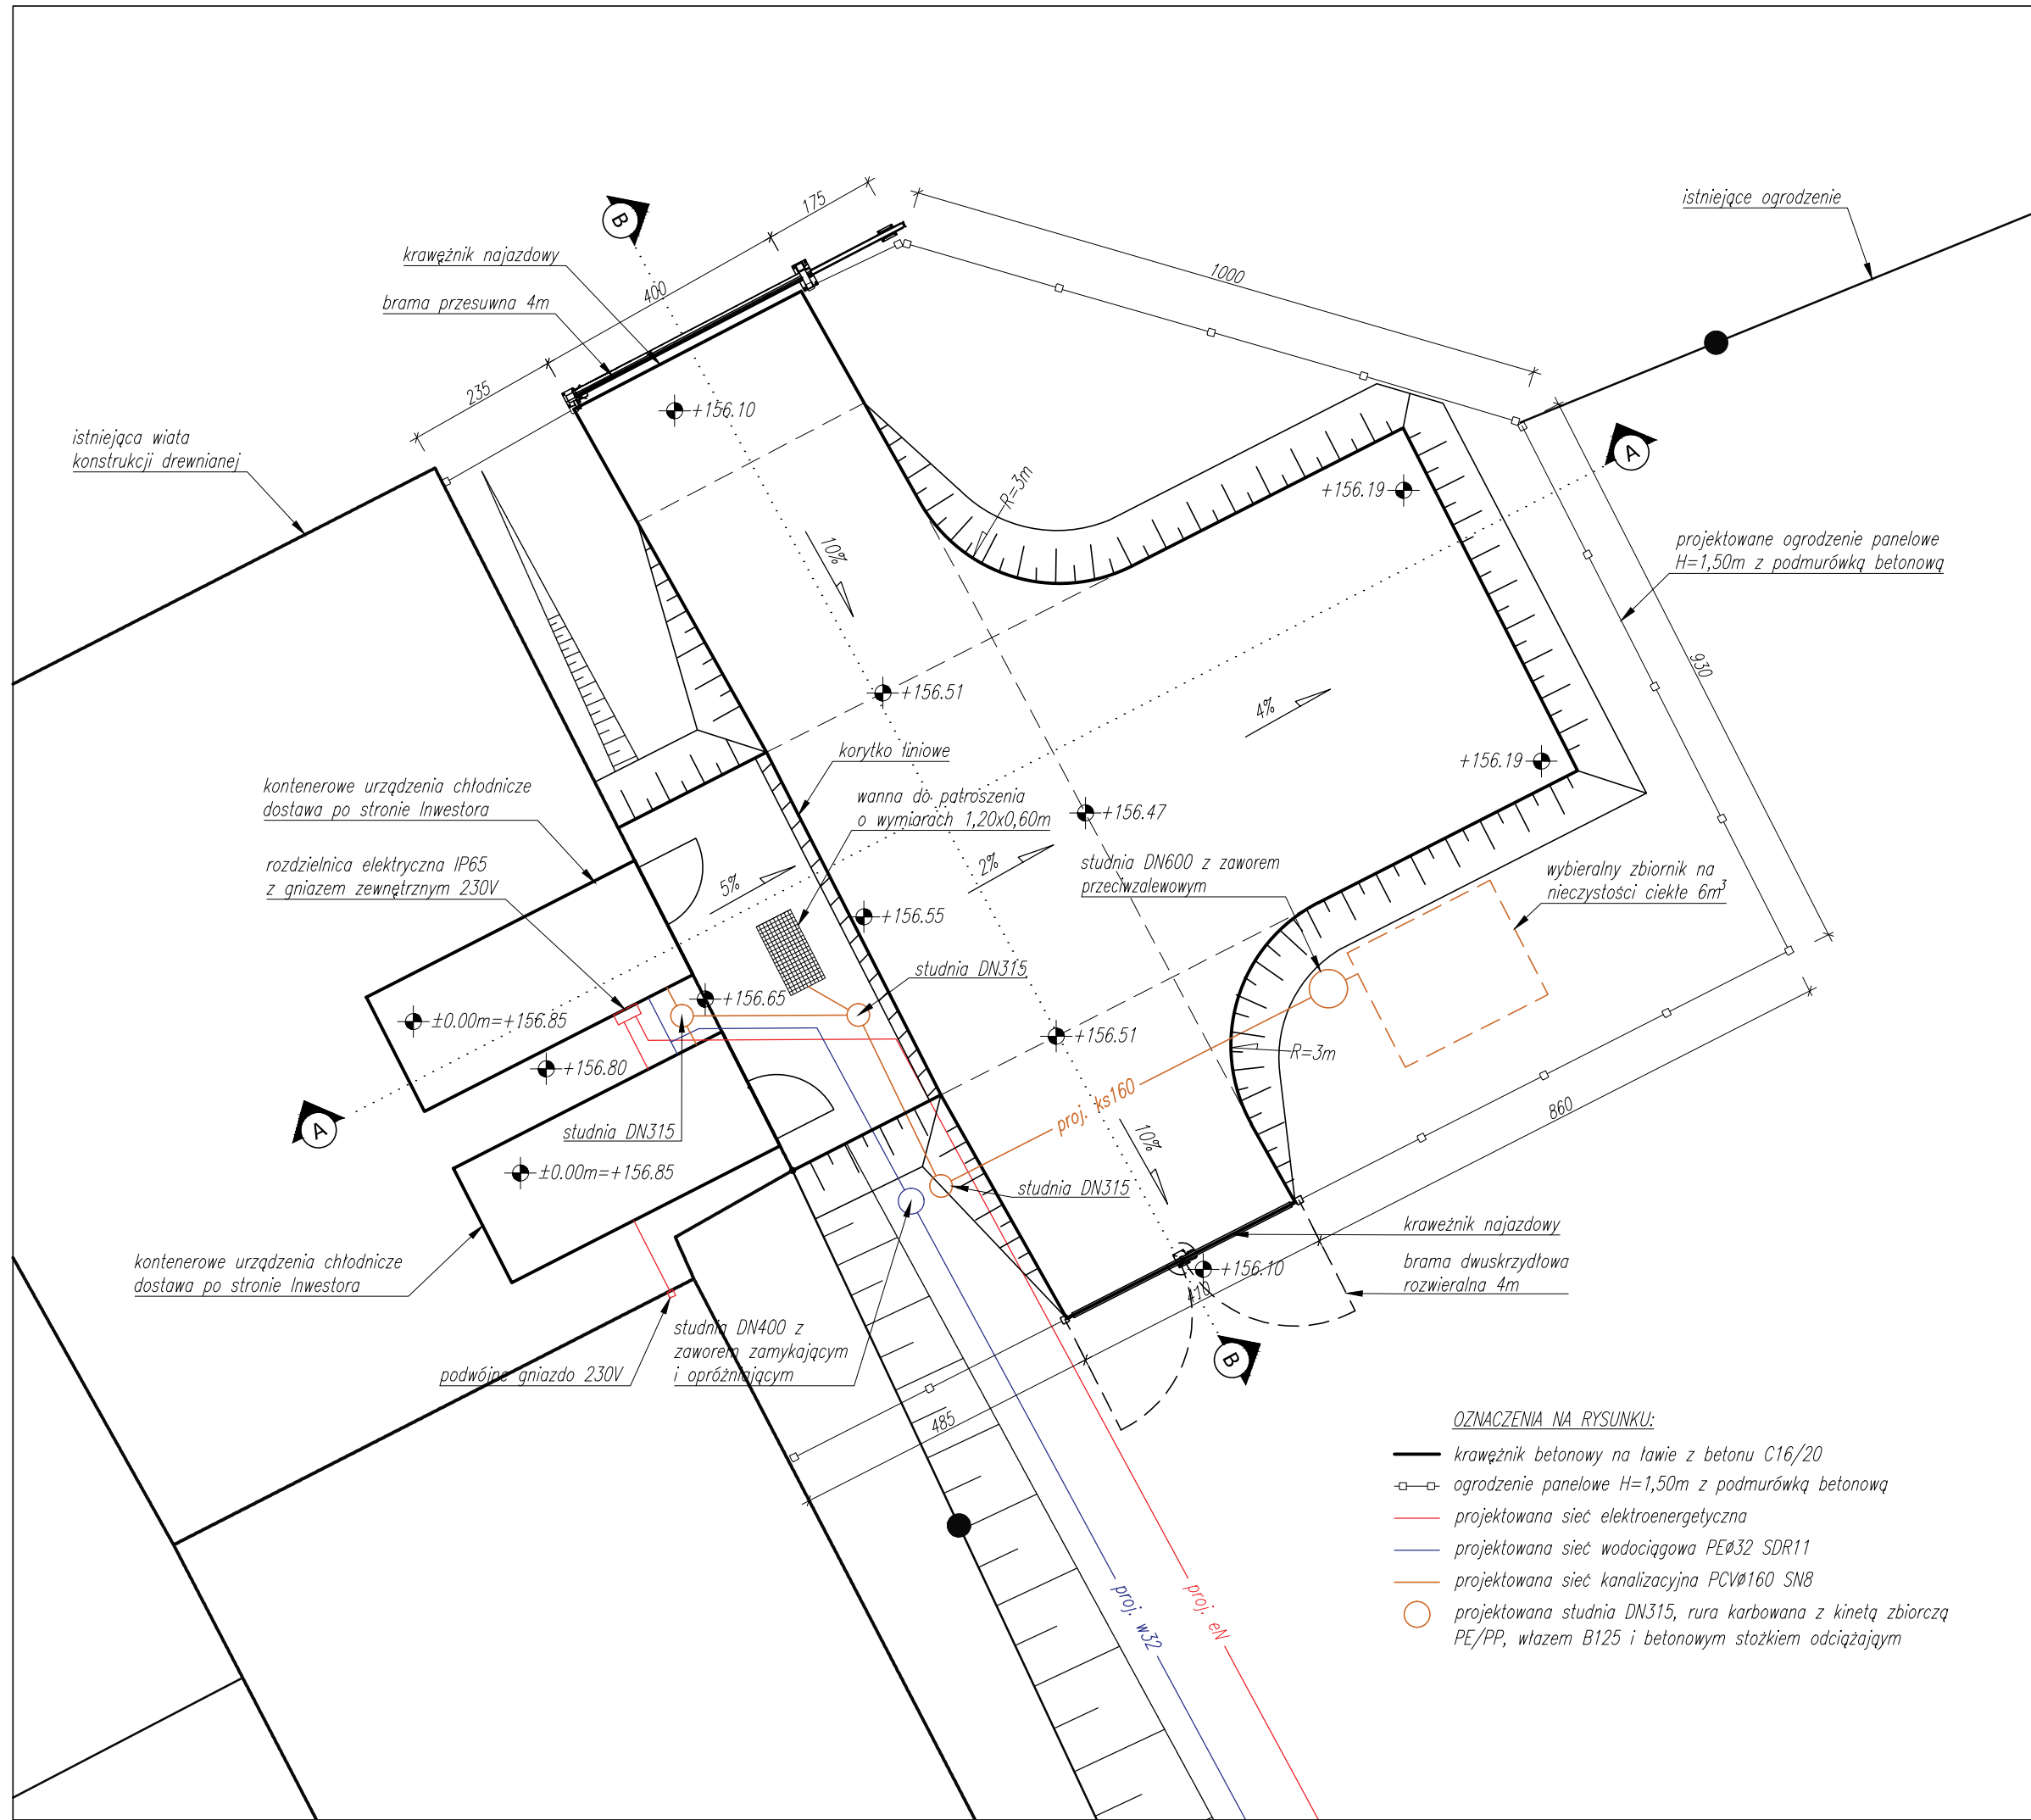 B
175
1000
istniejące ogrodzenie
krawężnik najazdowy
brama przesuwna 4m
400
235
+156.10
istniejąca wiata
konstrukcji drewnianej
R=3m
+156.19
A
10%
projektowane ogrodzenie panelowe
H=1,50m z podmurówką betonową
930
+156.51
4%
korytko liniowe
+156.19
kontenerowe urządzenia chłodnicze
dostawa po stronie Inwestora
wanna do patroszenia
o wymiarach 1,20x0,60m
+156.47
rozdzielnica elektryczna IP65
z gniazem zewnętrznym 230V
5%
2%
studnia DN600 z zaworem
przeciwzalewowym
wybieralny zbiornik na
nieczystości ciekłe 6m³
+156.55
studnia DN315
+156.65
±0.00m=+156.85
+156.51
R=3m
+156.80
proj. ks160
860
A
studnia DN315
10%
±0.00m=+156.85
studnia DN315
kraweżnik najazdowy
kontenerowe urządzenia chłodnicze
dostawa po stronie Inwestora
+156.10
brama dwuskrzydłowa
rozwieralna 4m
410
studnia DN400 z
zaworem zamykającym
i opróżniającym
podwójne gniazdo 230V
B
485
OZNACZENIA NA RYSUNKU:
krawężnik betonowy na ławie z betonu C16/20
ogrodzenie panelowe H=1,50m z podmurówką betonową
projektowana sieć elektroenergetyczna
projektowana sieć wodociągowa PEø32 SDR11
projektowana sieć kanalizacyjna PCVø160 SN8
projektowana studnia DN315, rura karbowana z kinetą zbiorczą
PE/PP, włazem B125 i betonowym stożkiem odciążająym
proj. w32
proj. eN